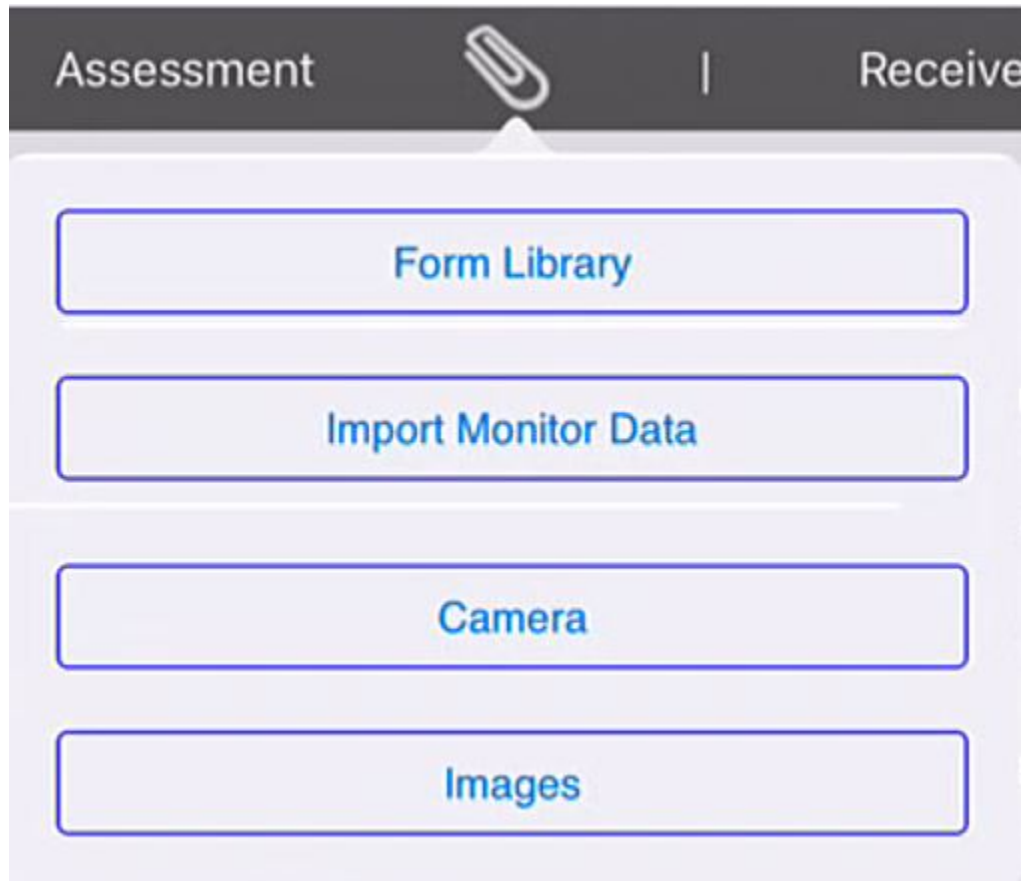 Assessment | Receive
Form Library
Import Monitor Data
Camera
Images